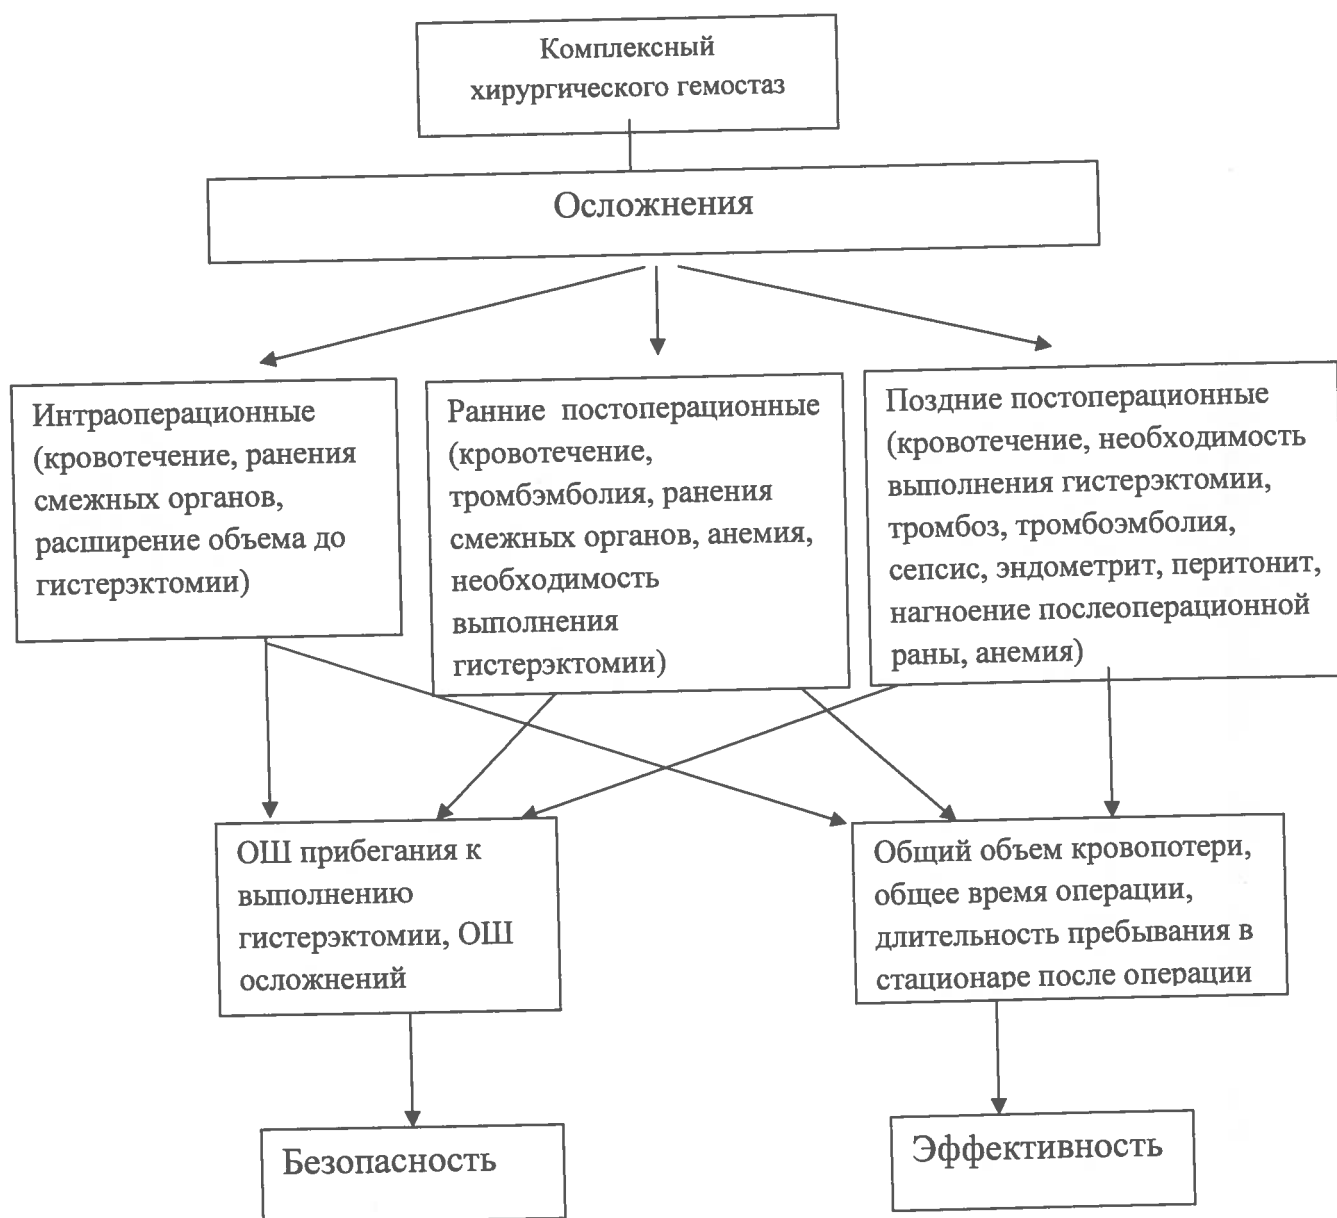 Комплексный
хирургического гемостаз
Осложнения
Интраоперационные
(кровотечение, ранения
смежных органов,
расширение объема до
гистерэктомии)
Ранние постоперационные
(кровотечение,
тромбэмболия, ранения
смежных органов, анемия,
необходимость
выполнения
гистерэктомии)
Поздние постоперационные
(кровотечение, необходимость
выполнения гистерэктомии,
тромбоз, тромбоэмболия,
сепсис, эндометрит, перитонит,
нагноение послеоперационной
раны, анемия)
ОШ прибегания к
выполнению
гистерэктомии, ОШ
осложнений
Общий объем кровопотери,
общее время операции,
длительность пребывания в
стационаре после операции
Безопасность
Эффективность